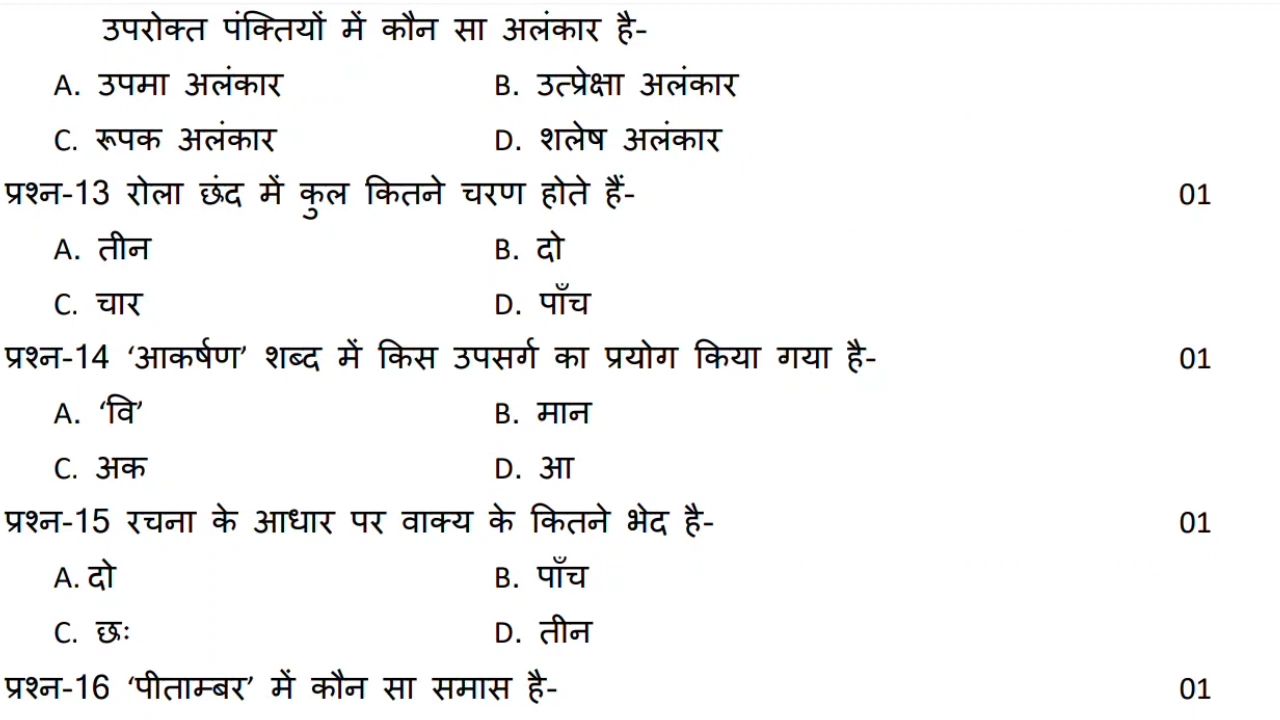 उपरोक्त पंक्तियों में कौन सा अलंकार है-
A. उपमा अलंकार B. उत्प्रेक्षा अलंकार
C. रूपक अलंकार D. शलेष अलंकार
प्रश्न-13 रोला छंद में कुल कितने चरण होते हैं- 01
A. तीन B. दो
C. चार D. पाँच
प्रश्न-14 ‘आकर्षण’ शब्द में किस उपसर्ग का प्रयोग किया गया है- 01
A. ‘वि’ B. मान
C. अक D. आ
प्रश्न-15 रचना के आधार पर वाक्य के कितने भेद है- 01
A. दो B. पाँच
C. छः D. तीन
प्रश्न-16 ‘पीताम्बर’ में कौन सा समास है- 01